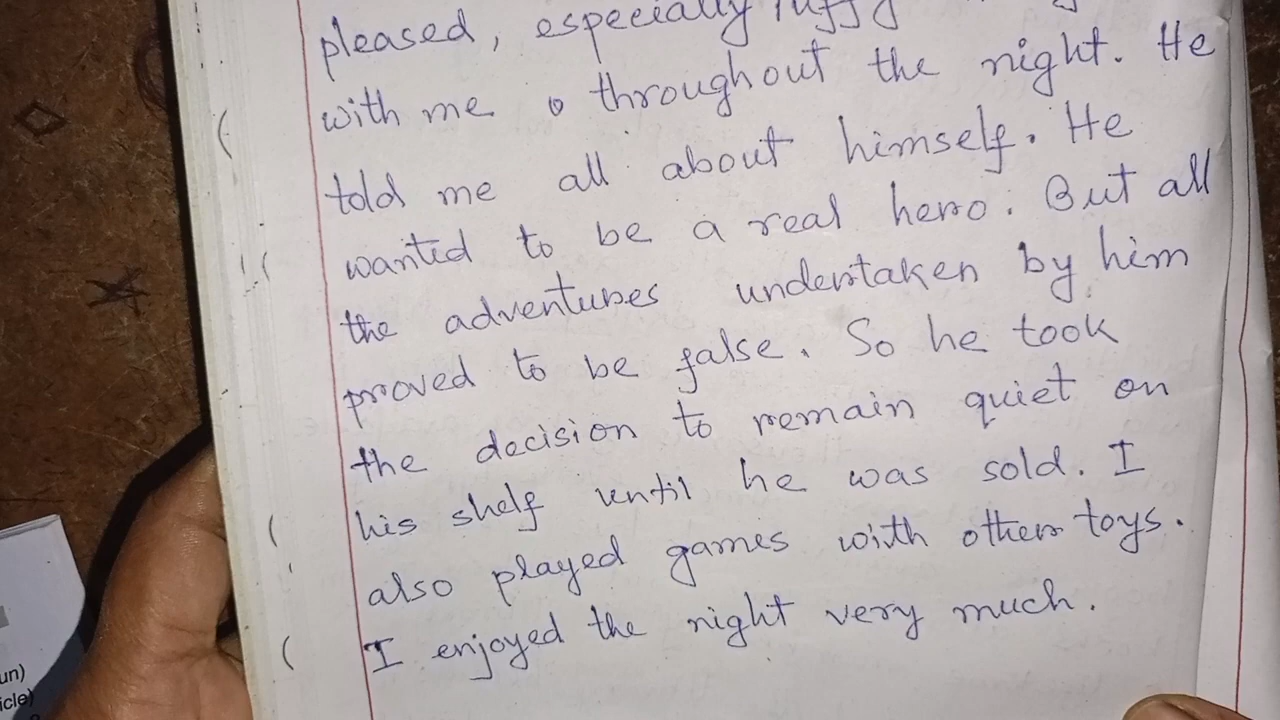 pleased, especially
with me throughout the night. He
told me all about himself. He
wanted to be a real hero. But all
the adventures undertaken by him
proved to be false. So he took
the decision to remain quiet on
his shelf until he was sold. I
also played games with other toys.
I enjoyed the night very much.
un)
icle)